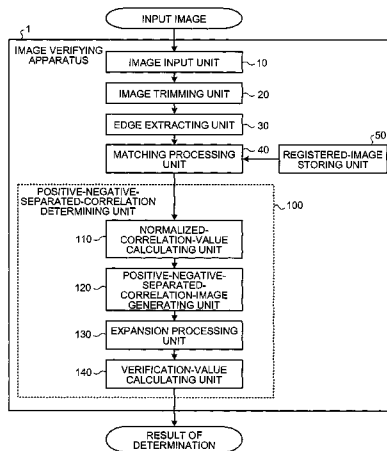 INPUT IMAGE
1
IMAGE VERIFYING
APPARATUS
IMAGE INPUT UNIT
10
IMAGE TRIMMING UNIT
20
EDGE EXTRACTING UNIT
30
MATCHING PROCESSING
UNIT
40
REGISTERED-IMAGE
STORING UNIT
50
POSITIVE-NEGATIVE-
SEPARATED-CORRELATION
DETERMINING UNIT
100
NORMALIZED-
CORRELATION-VALUE
CALCULATING UNIT
110
POSITIVE-NEGATIVE-
SEPARATED-
CORRELATION-IMAGE
GENERATING UNIT
120
EXPANSION PROCESSING
UNIT
130
VERIFICATION-VALUE
CALCULATING UNIT
140
RESULT OF
DETERMINATION